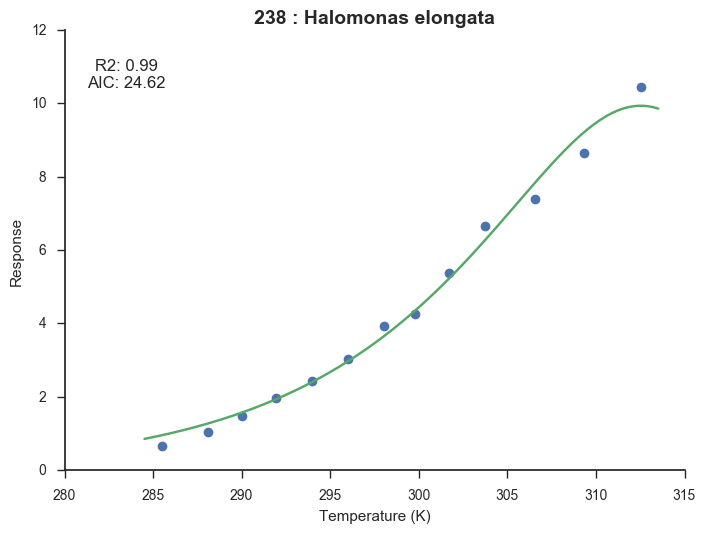 238 : Halomonas elongata
R2: 0.99
AIC: 24.62
12
10
8
6
4
2
0
Response
280 285 290 295 300 305 310 315
Temperature (K)